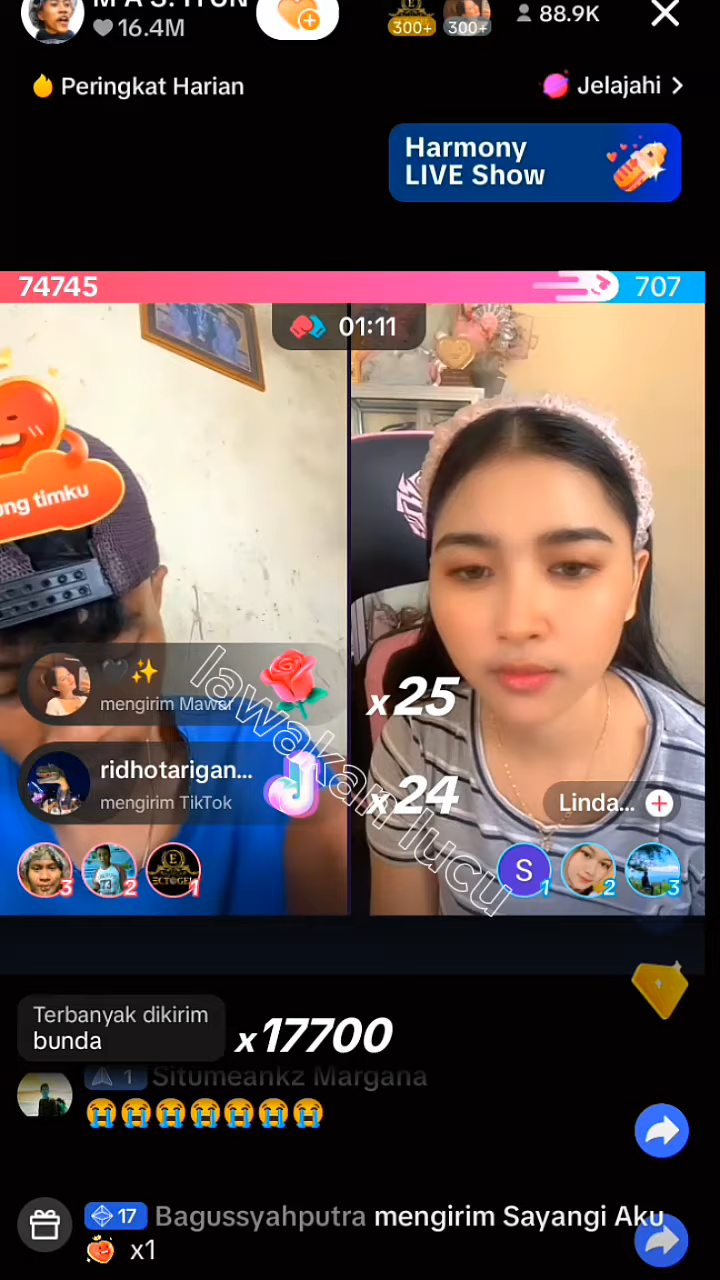 16.4M
300+
300+
88.9K
Peringkat Harian
Jelajahi
Harmony
LIVE Show
74745
707
01:11
ng timku
mengirim Mawar
x25
ridhotarigan...
mengirim TikTok
x24
lawakan lucu
Linda...
3
2
1
S
1
2
3
Terbanyak dikirim
bunda
x17700
1 Situmeankz Margana
17 Bagussyahputra mengirim Sayangi Aku
x1